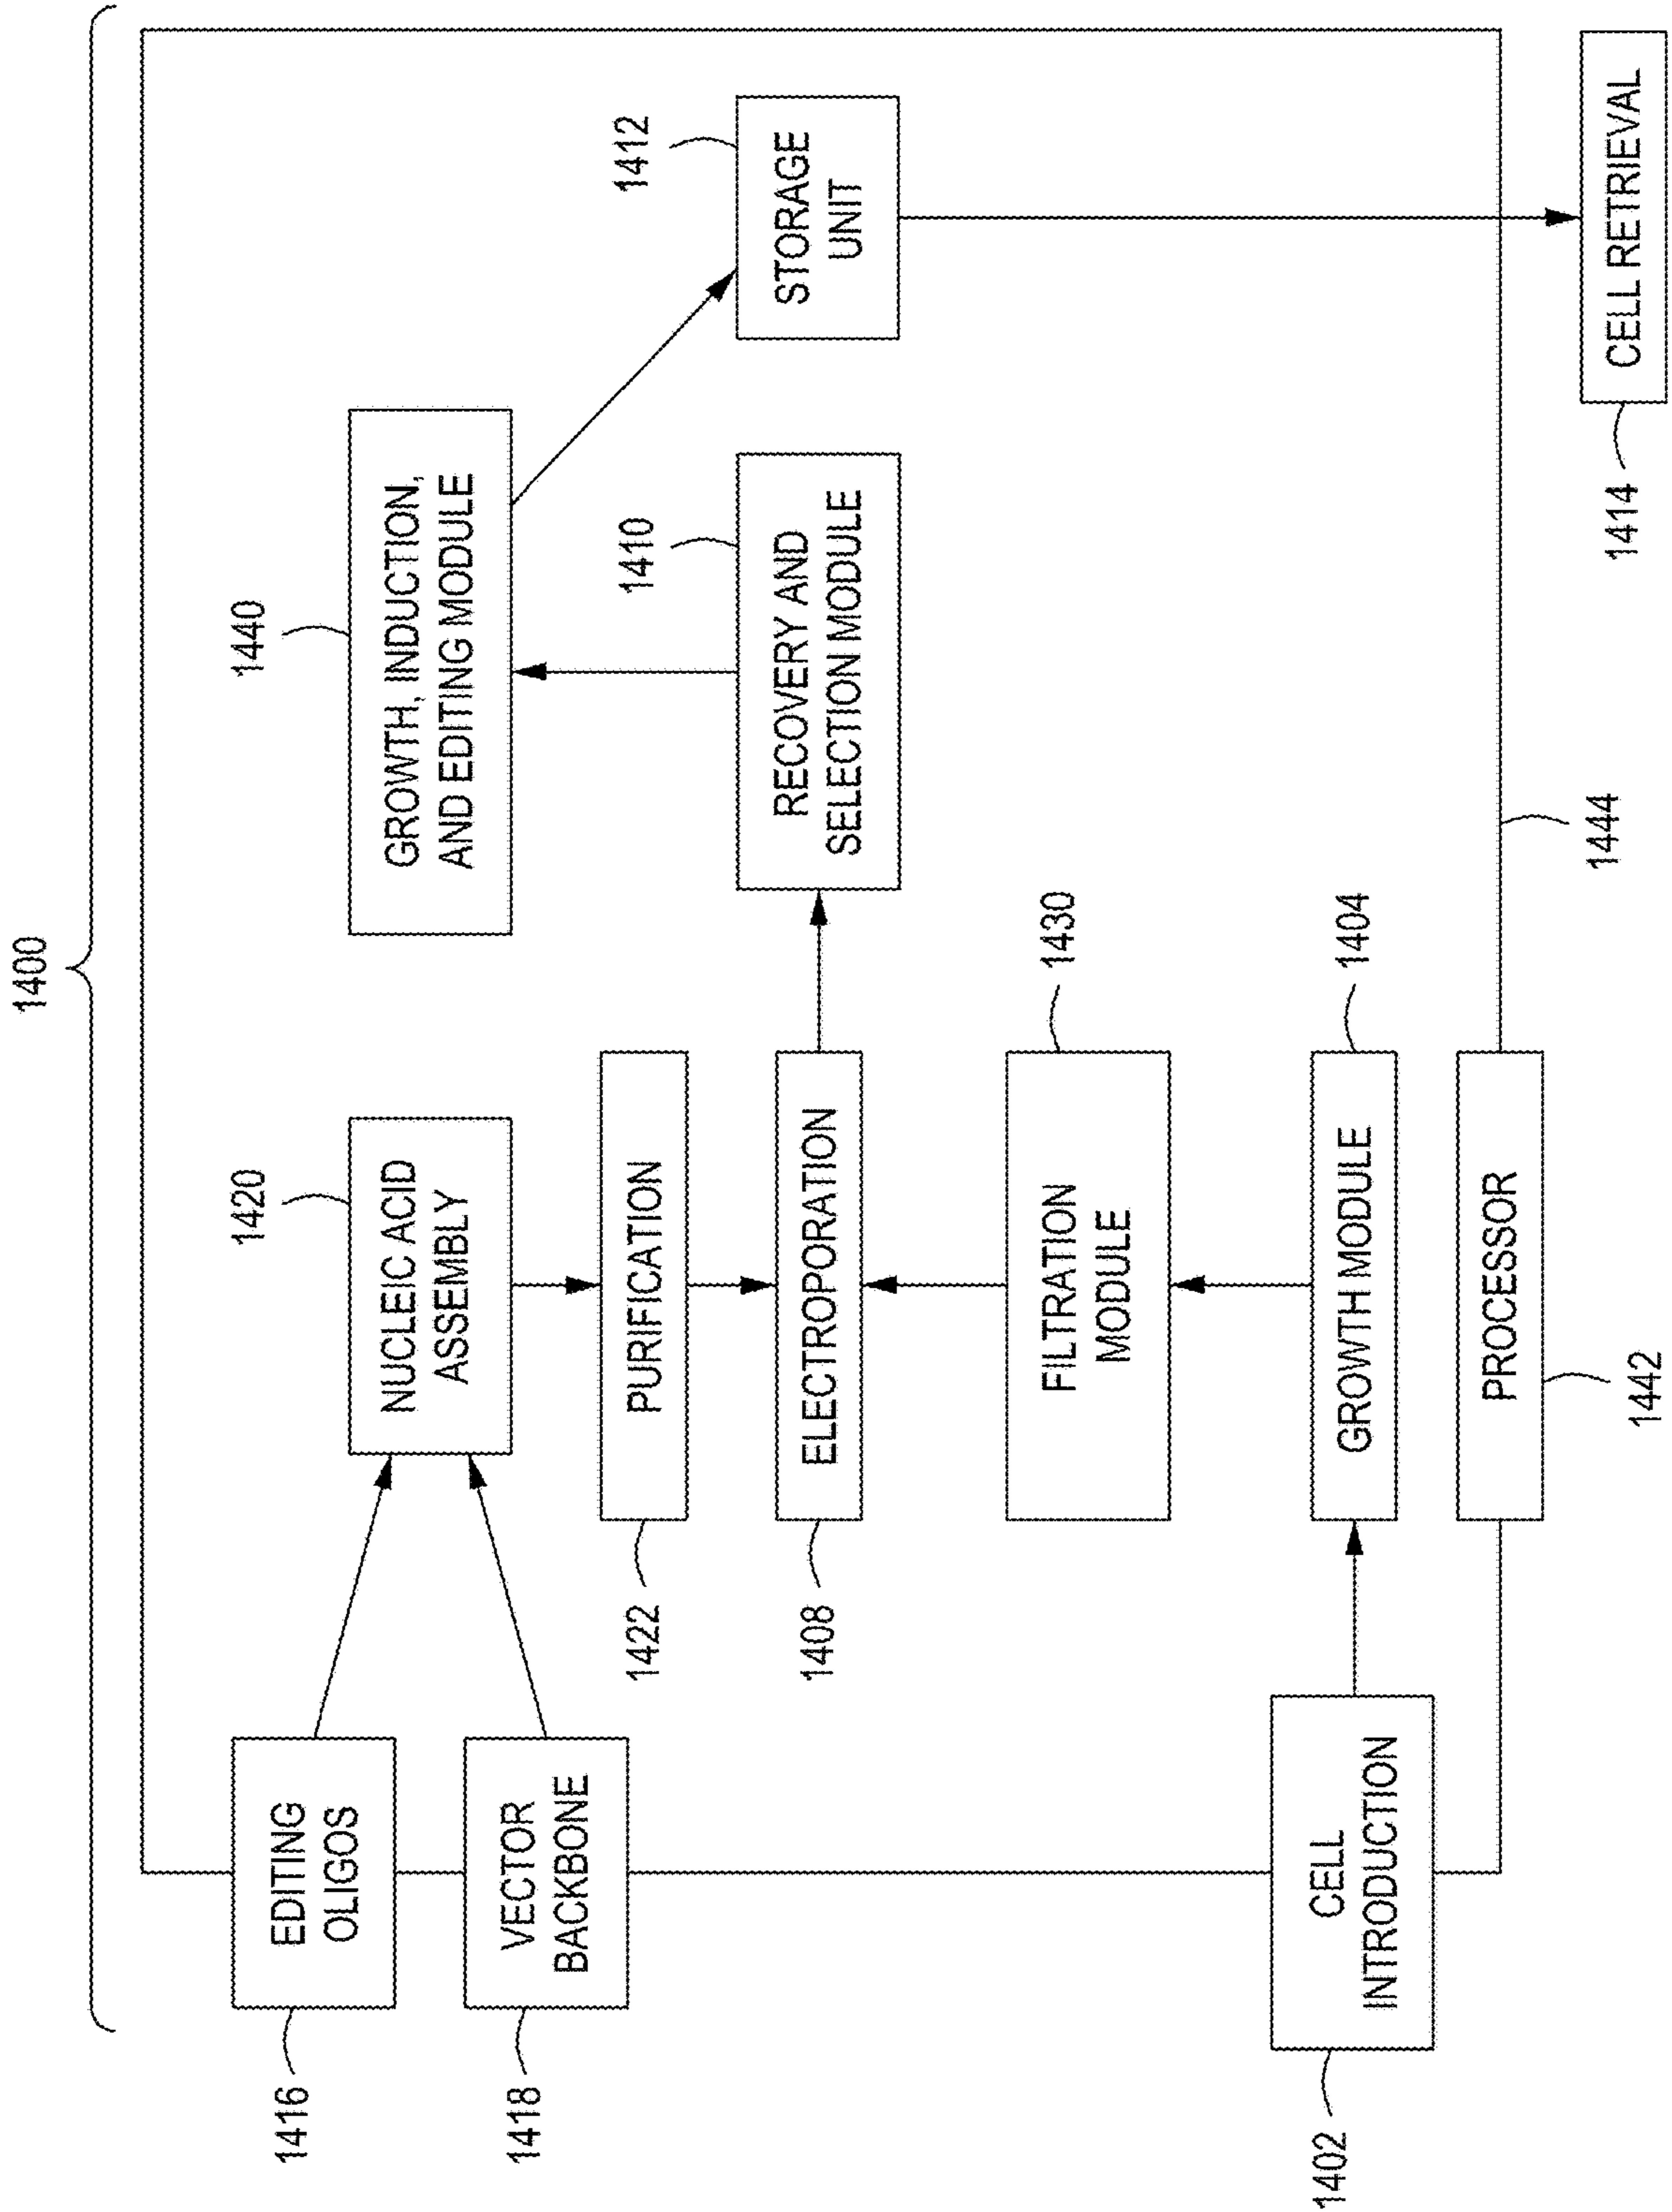 1400
1416
EDITING
OLIGOS
1420
NUCLEIC ACID
ASSEMBLY
1440
GROWTH, INDUCTION,
AND EDITING MODULE
1418
VECTOR
BACKBONE
1422
PURIFICATION
1408
ELECTROPORATION
1410
RECOVERY AND
SELECTION MODULE
1412
STORAGE
UNIT
FILTRATION
MODULE
1430
1402
CELL
INTRODUCTION
GROWTH MODULE
1404
PROCESSOR
1442
1444
1414
CELL RETRIEVAL